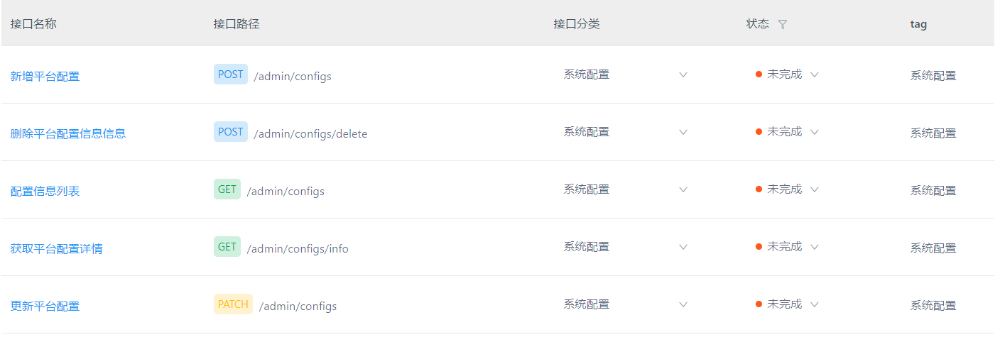 接口名称 接口路径 接口分类 状态 tag
新增平台配置 POST /admin/configs 系统配置 未完成 系统配置
删除平台配置信息信息 POST /admin/configs/delete 系统配置 未完成 系统配置
配置信息列表 GET /admin/configs 系统配置 未完成 系统配置
获取平台配置详情 GET /admin/configs/info 系统配置 未完成 系统配置
更新平台配置 PATCH /admin/configs 系统配置 未完成 系统配置